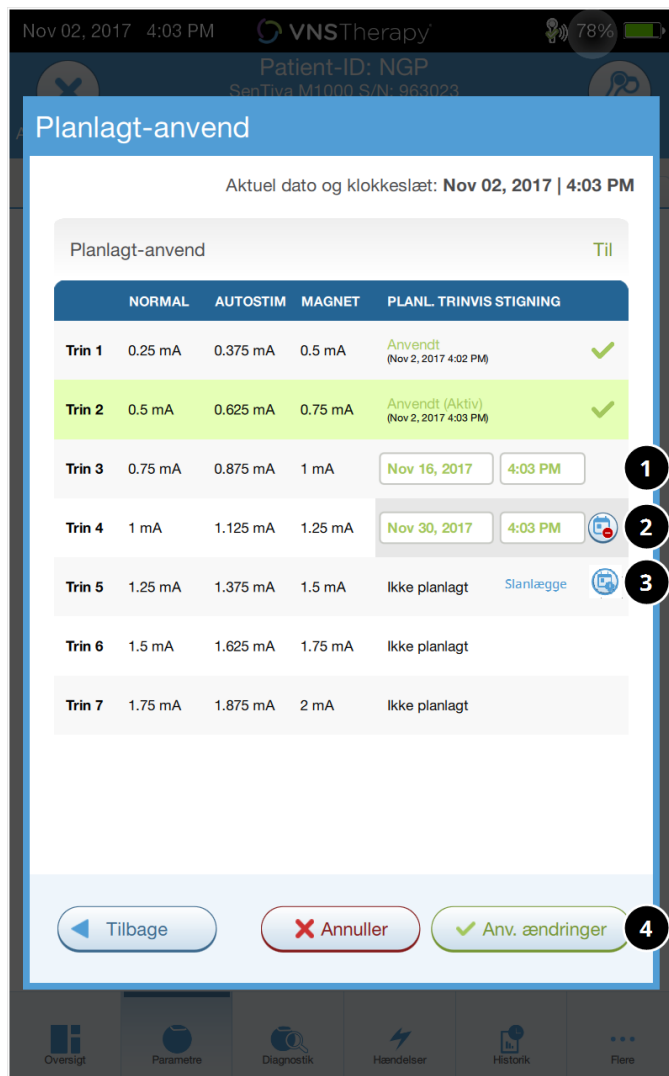 Nov 02, 2017 4:03 PM VNSTherapy 78%
Patient-ID: NGP
SenTiva M1000 S/N: 963023
Planlagt-anvend
Aktuel dato og klokkeslæt: Nov 02, 2017 | 4:03 PM
Planlagt-anvend Til
NORMAL AUTOSTIM MAGNET PLANL. TRINVIS STIGNING
Trin 1 0.25 mA 0.375 mA 0.5 mA Anvendt
(Nov 2, 2017 4:02 PM)
Trin 2 0.5 mA 0.625 mA 0.75 mA Anvendt (Aktiv)
(Nov 2, 2017 4:03 PM)
Trin 3 0.75 mA 0.875 mA 1 mA Nov 16, 2017 4:03 PM 1
Trin 4 1 mA 1.125 mA 1.25 mA Nov 30, 2017 4:03 PM 2
Trin 5 1.25 mA 1.375 mA 1.5 mA Ikke planlagt Slanlægge 3
Trin 6 1.5 mA 1.625 mA 1.75 mA Ikke planlagt
Trin 7 1.75 mA 1.875 mA 2 mA Ikke planlagt
Tilbage Annuller Anv. ændringer 4
Oversigt Parametre Diagnostik Hændelser Historik Flere